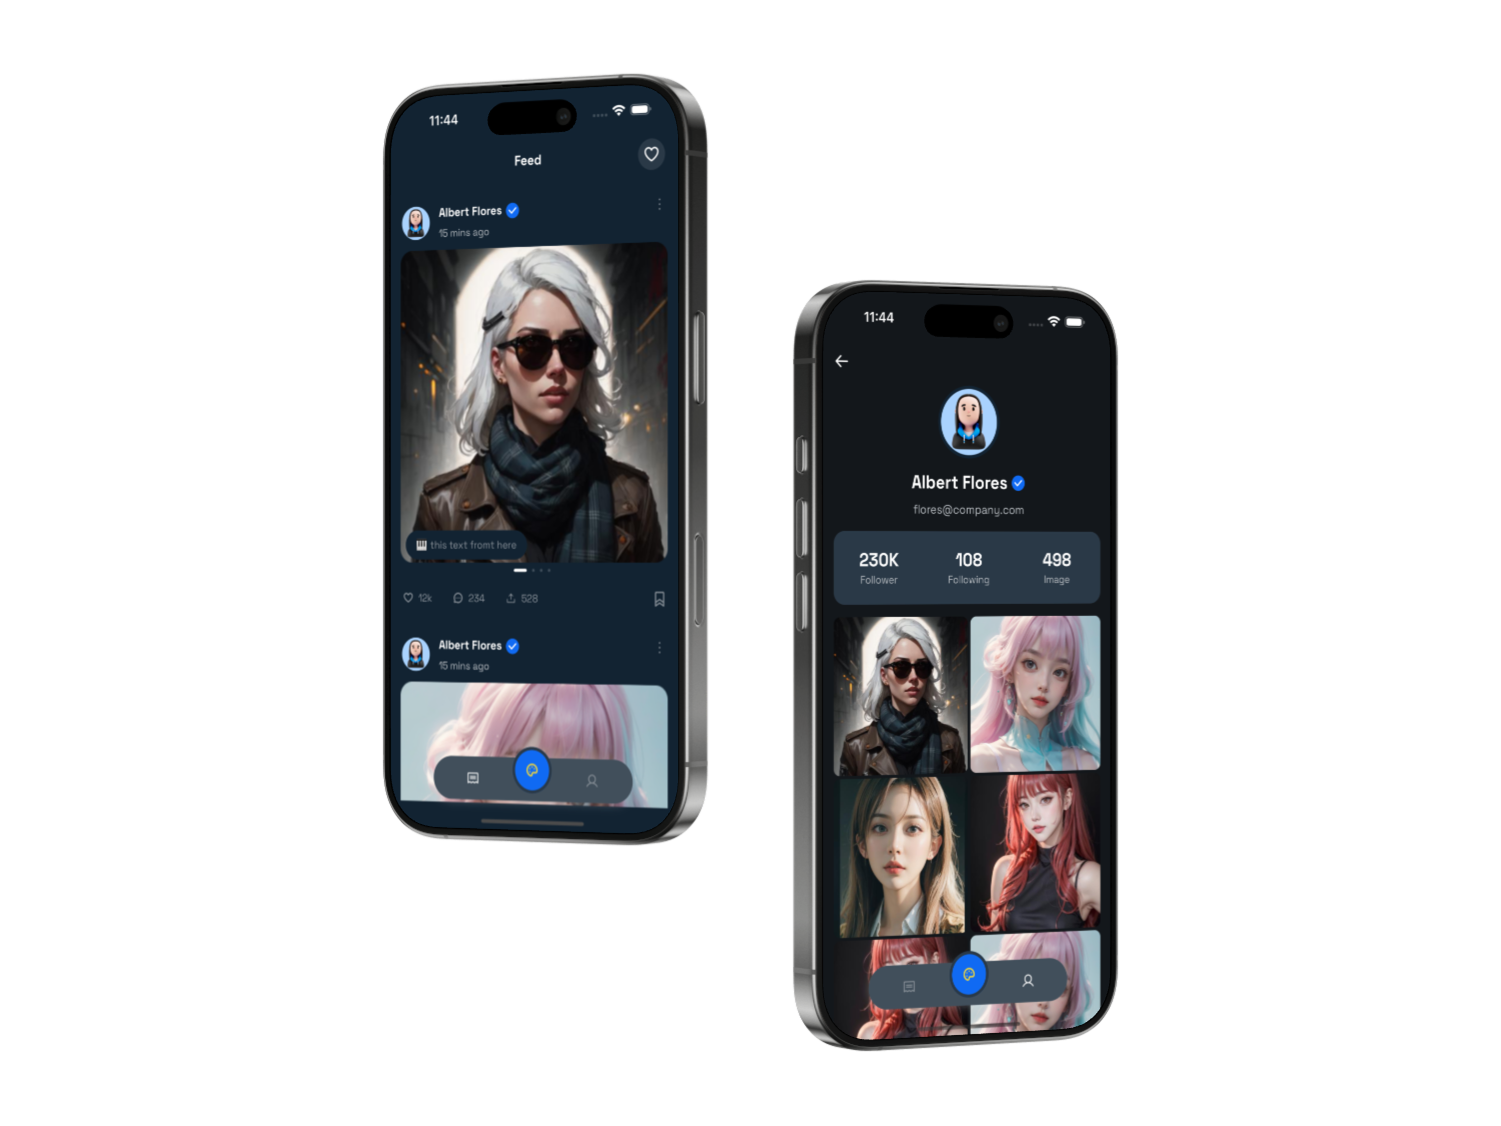 11:44
Feed
Albert Flores
15 mins ago
this text fromt here
12k 234 528
Albert Flores
15 mins ago
11:44
Albert Flores
flores@company.com
230K 108 498
Follower Following Image